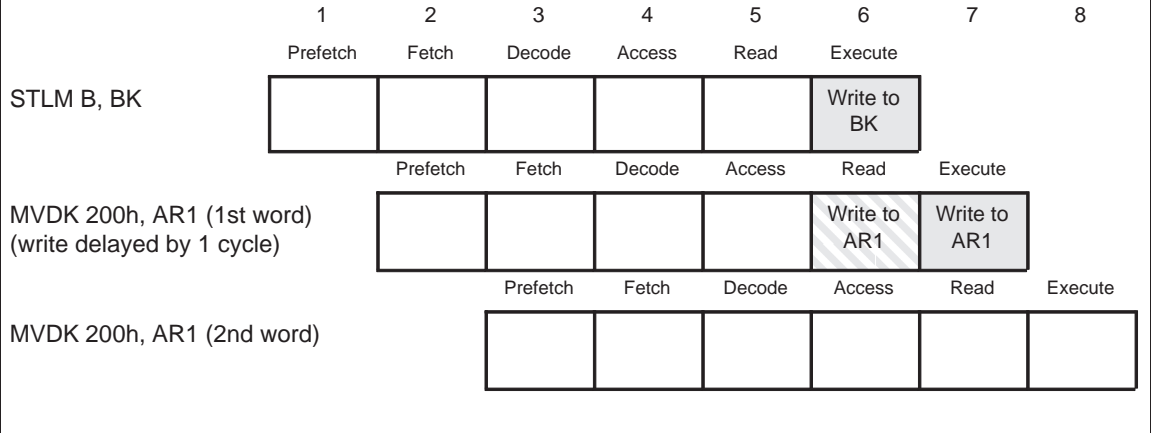 1 2 3 4 5 6 7 8
Prefetch Fetch Decode Access Read Execute
STLM B, BK
Write to
BK
Prefetch Fetch Decode Access Read Execute
MVDK 200h, AR1 (1st word)
(write delayed by 1 cycle)
Write to Write to
AR1 AR1
Prefetch Fetch Decode Access Read Execute
MVDK 200h, AR1 (2nd word)